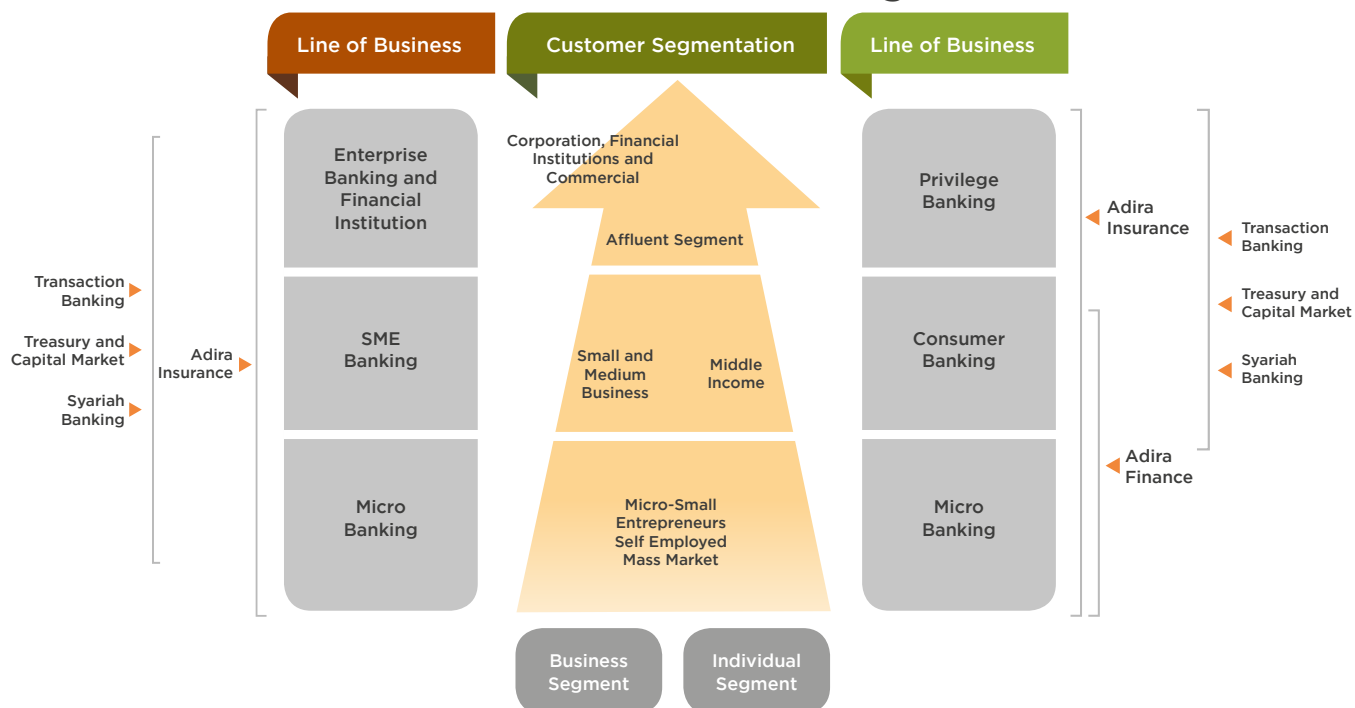 Line of Business
Customer Segmentation
Line of Business
Enterprise
Banking and
Financial
Institution
SME
Banking
Micro
Banking
Transaction
Banking
Treasury and
Capital Market
Syariah
Banking
Adira
Insurance
Corporation, Financial
Institutions and
Commercial
Affluent Segment
Small and
Medium
Business
Middle
Income
Micro-Small
Entrepreneurs
Self Employed
Mass Market
Business
Segment
Individual
Segment
Privilege
Banking
Consumer
Banking
Micro
Banking
Adira
Insurance
Adira
Finance
Transaction
Banking
Treasury and
Capital Market
Syariah
Banking